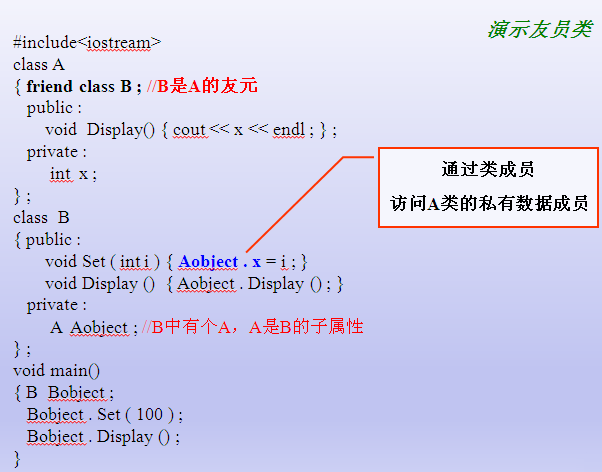 演示友员类
#include<iostream>
class A
{ friend class B ; //B是A的友元
public :
void Display() { cout << x << endl ; } ;
private :
int x ;
} ;
class B
{ public :
void Set ( int i ) { Aobject . x = i ; }
void Display () { Aobject . Display () ; }
private :
A Aobject ; //B中有个A，A是B的子属性
} ;
void main()
{ B Bobject ;
Bobject . Set ( 100 ) ;
Bobject . Display () ;
}
通过类成员
访问A类的私有数据成员